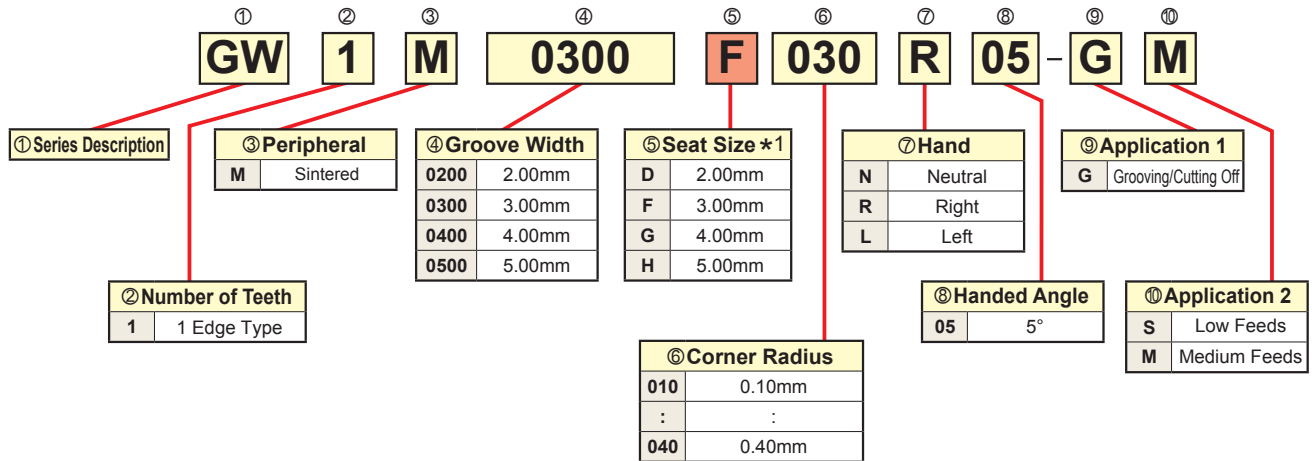 ① ② ③ ④ ⑤ ⑥ ⑦ ⑧ ⑨ ⑩
GW 1 M 0300 F 030 R 05 - G M
①Series Description
③Peripheral
M Sintered
④Groove Width
0200 2.00mm
0300 3.00mm
0400 4.00mm
0500 5.00mm
⑤Seat Size *1
D 2.00mm
F 3.00mm
G 4.00mm
H 5.00mm
⑦Hand
N Neutral
R Right
L Left
⑨Application 1
G Grooving/Cutting Off
②Number of Teeth
1 1 Edge Type
⑧Handed Angle
05 5°
⑩Application 2
S Low Feeds
M Medium Feeds
⑥Corner Radius
010 0.10mm
: :
040 0.40mm